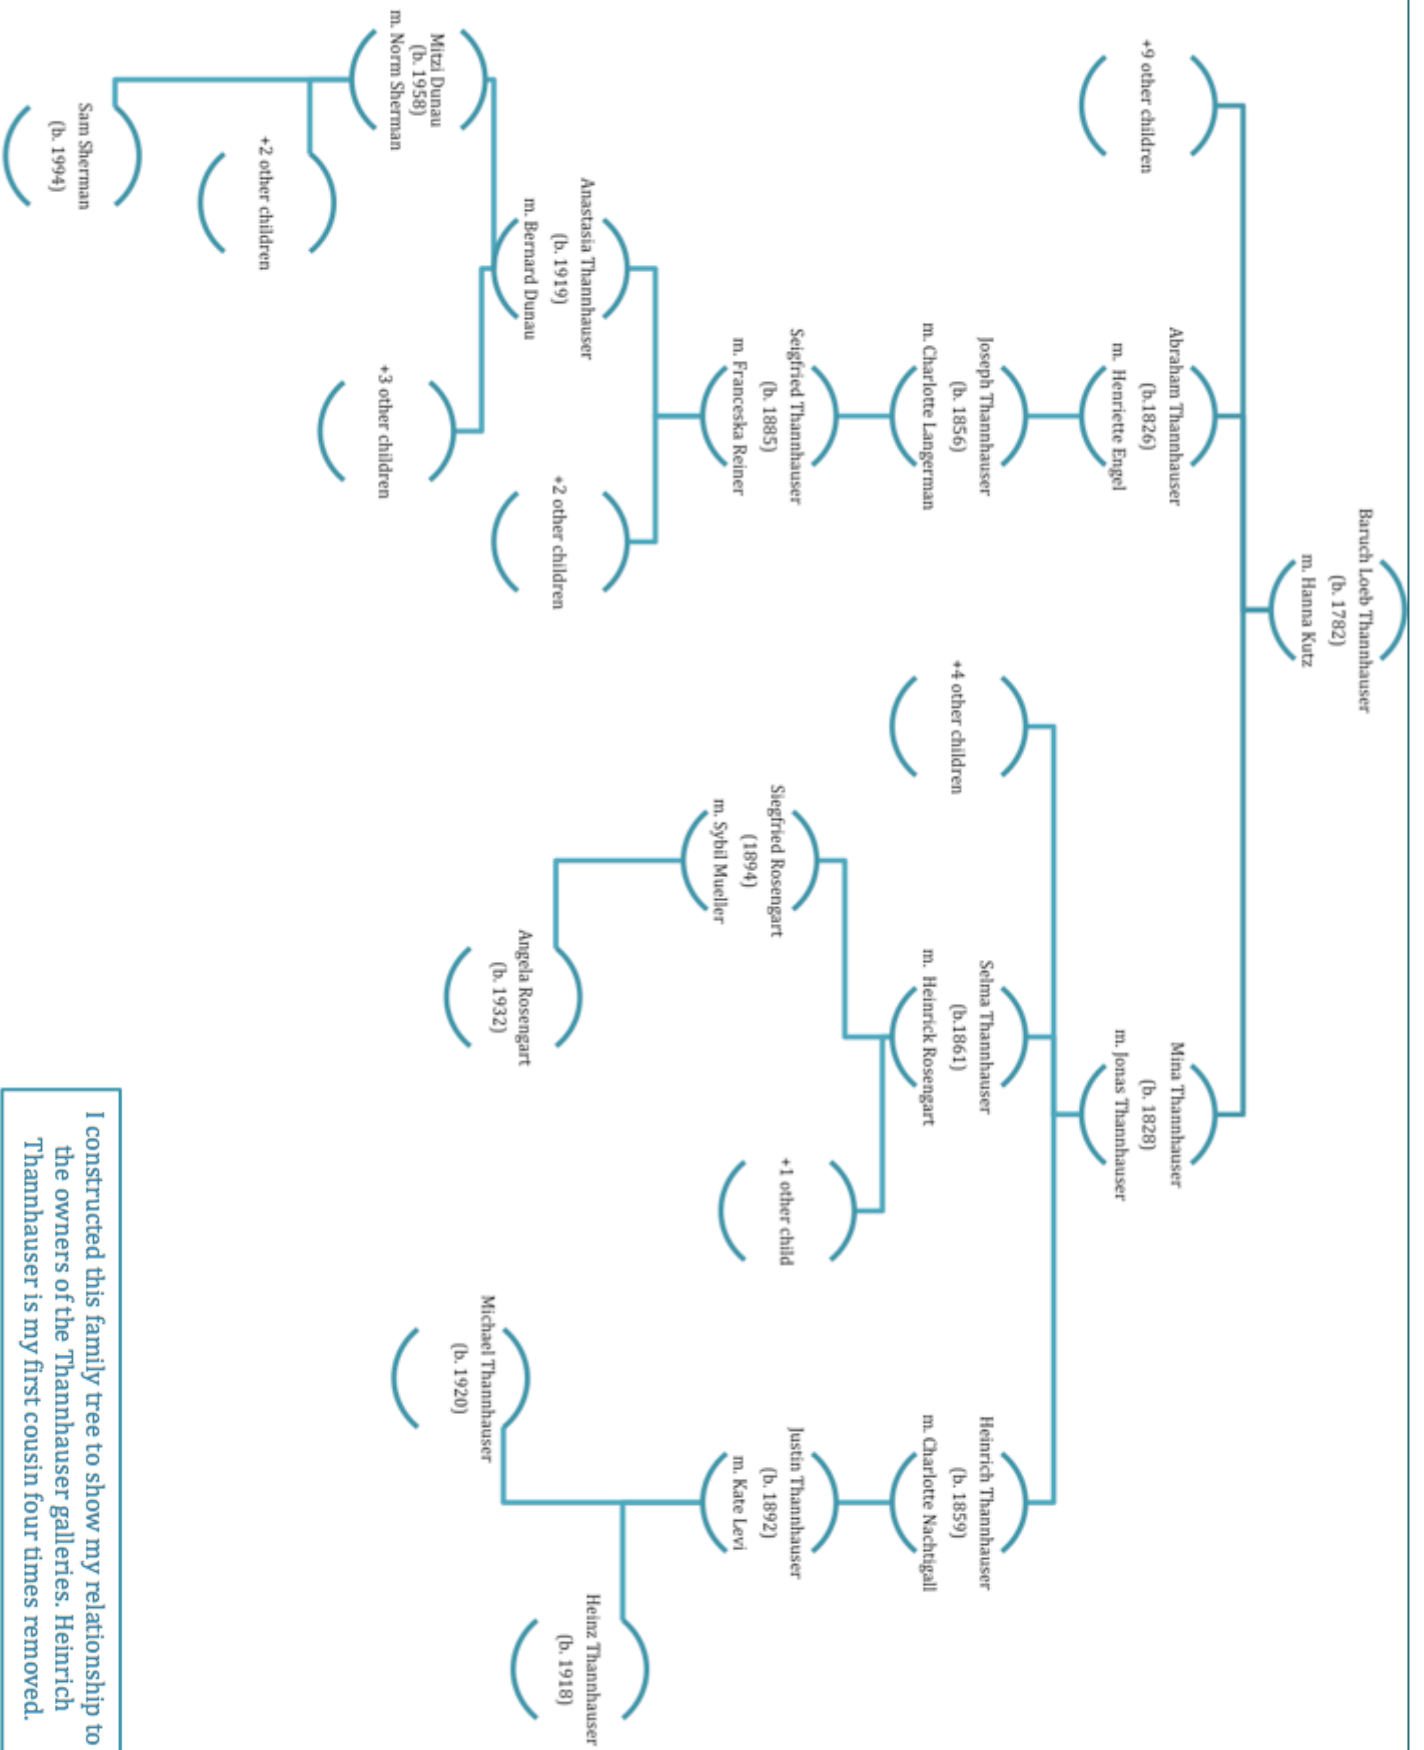 Baruch Loeb Thannhauser
(b. 1782)
m. Hanna Kutz
+9 other children
Abraham Thannhauser
(b.1826)
m. Henriette Engel
Mina Thannhauser
(b. 1828)
m. Jonas Thannhauser
Joseph Thannhauser
(b. 1856)
m. Charlotte Langerman
+4 other children
Selma Thannhauser
(b.1861)
m. Heinrick Rosengart
Heinrich Thannhauser
(b. 1859)
m. Charlotte Nachtigall
Seigfried Thannhauser
(b. 1885)
m. Franceska Reiner
Siegfried Rosengart
(1894)
m. Sybil Mueller
+1 other child
Justin Thannhauser
(b. 1892)
m. Kate Levi
Anastasia Thannhauser
(b. 1919)
m. Bernard Dunau
+2 other children
Angela Rosengart
(b. 1932)
Michael Thannhauser
(b. 1920)
Heinz Thannhauser
(b. 1918)
Mitzi Dunau
(b. 1958)
m. Norm Sherman
+3 other children
+2 other children
Sam Sherman
(b. 1994)
I constructed this family tree to show my relationship to
the owners of the Thannhauser galleries. Heinrich
Thannhauser is my first cousin four times removed.